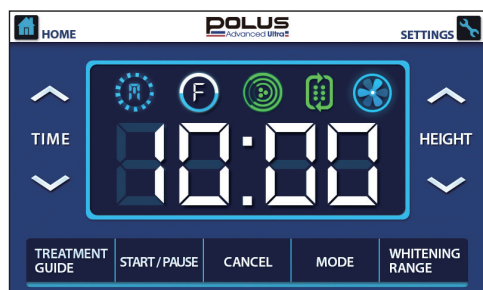 HOME
POLUS
Advanced Ultra
SETTINGS
F
TIME
10:00
HEIGHT
TREATMENT
GUIDE
START / PAUSE
CANCEL
MODE
WHITENING
RANGE